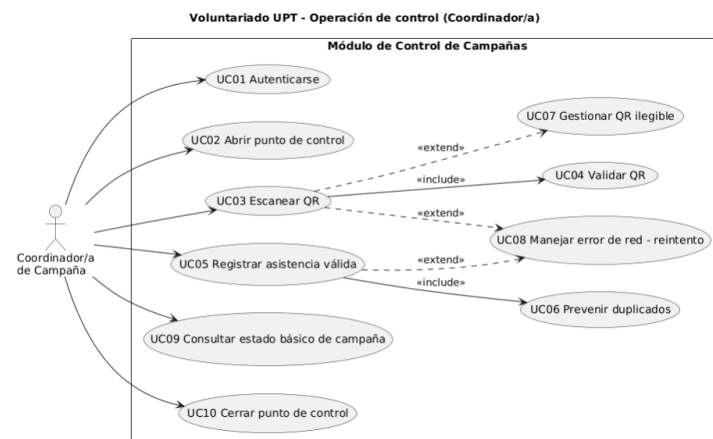 Voluntariado UPT - Operación de control (Coordinador/a)
Módulo de Control de Campañas
UC01 Autenticarse
UC07 Gestionar QR ilegible
UC02 Abrir punto de control
«extend»
UC04 Validar QR
«include»
UC03 Escanear QR
«extend»
UC08 Manejar error de red - reintento
Coordinador/a
de Campaña
UC05 Registrar asistencia válida
«extend»
«include»
UC06 Prevenir duplicados
UC09 Consultar estado básico de campaña
UC10 Cerrar punto de control